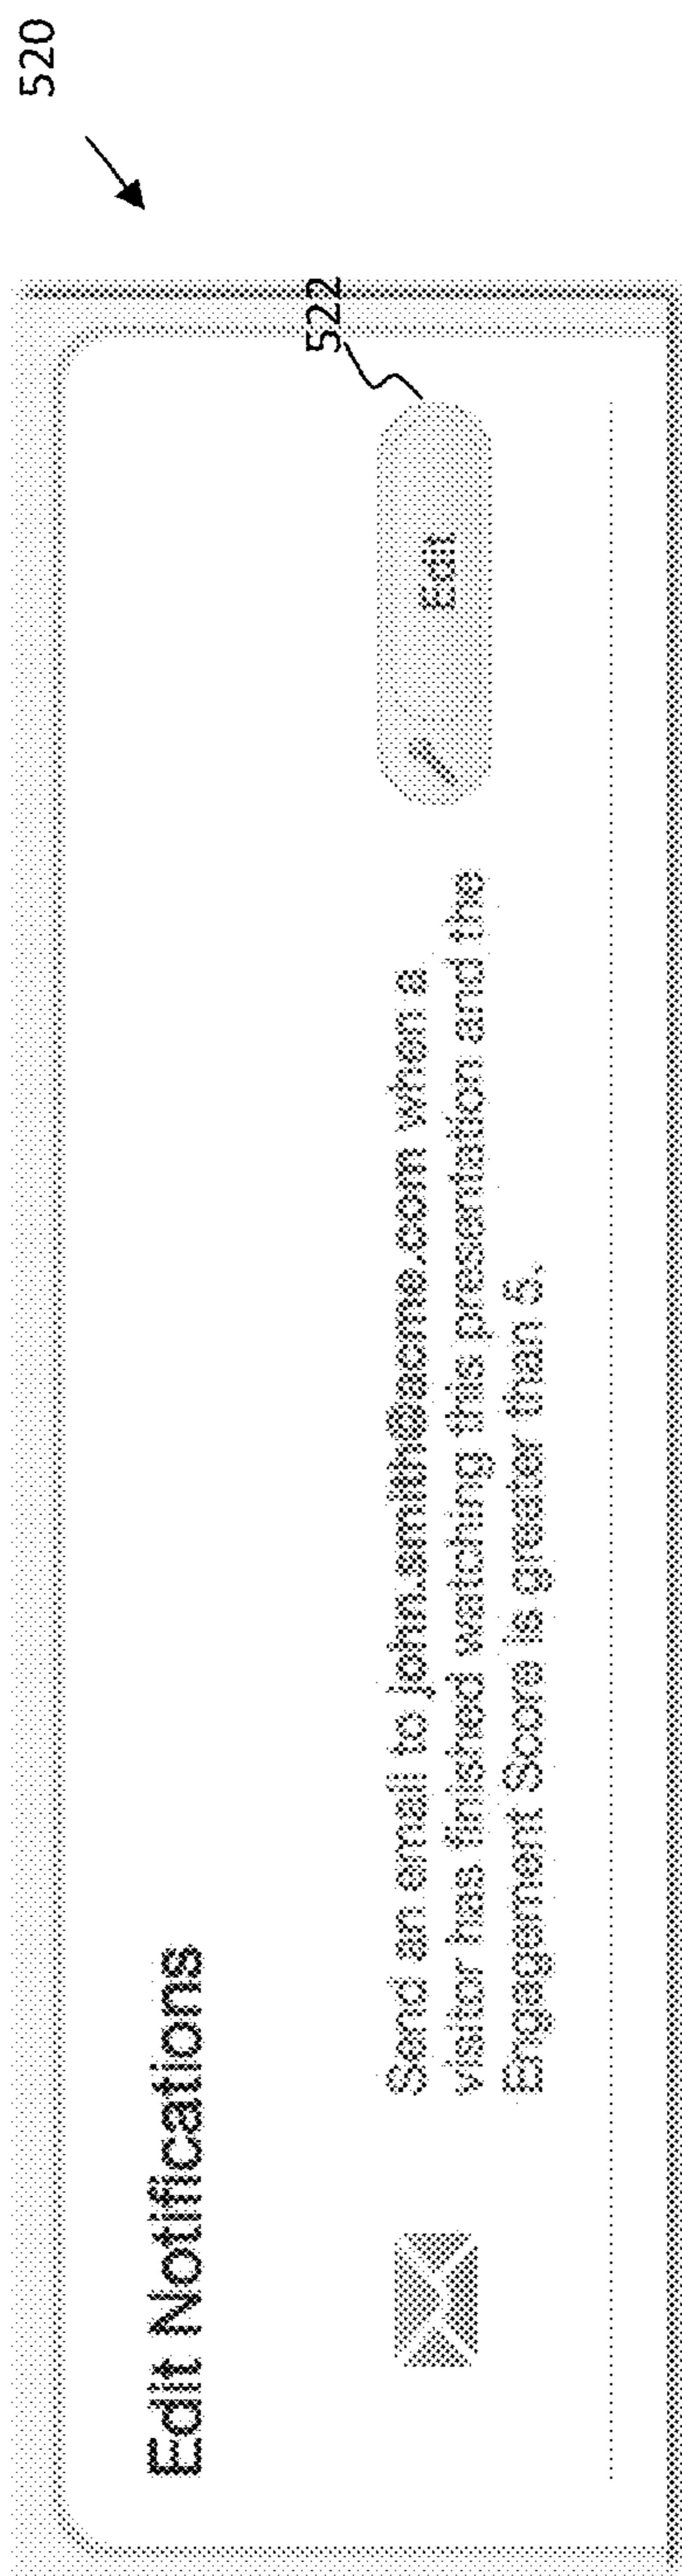 520
Edit Notifications
522
Send an email to john.smith@acme.com when a
visitor has finished watching this presentation and the
Engagement Score is greater than
Edit